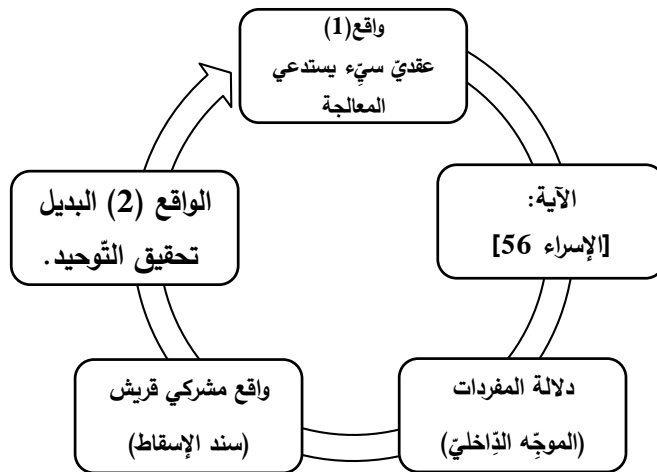 واقع(1)
عقديّ سيِّء يستدعي
المعالجة
الآية:
[الإسراء 56]
دلالة المفردات
(الموجِّه الدِّاخليّ)
واقع مشركي قريش
(سند الإسقاط)
الواقع (2) البديل
تحقيق التّوحيد.